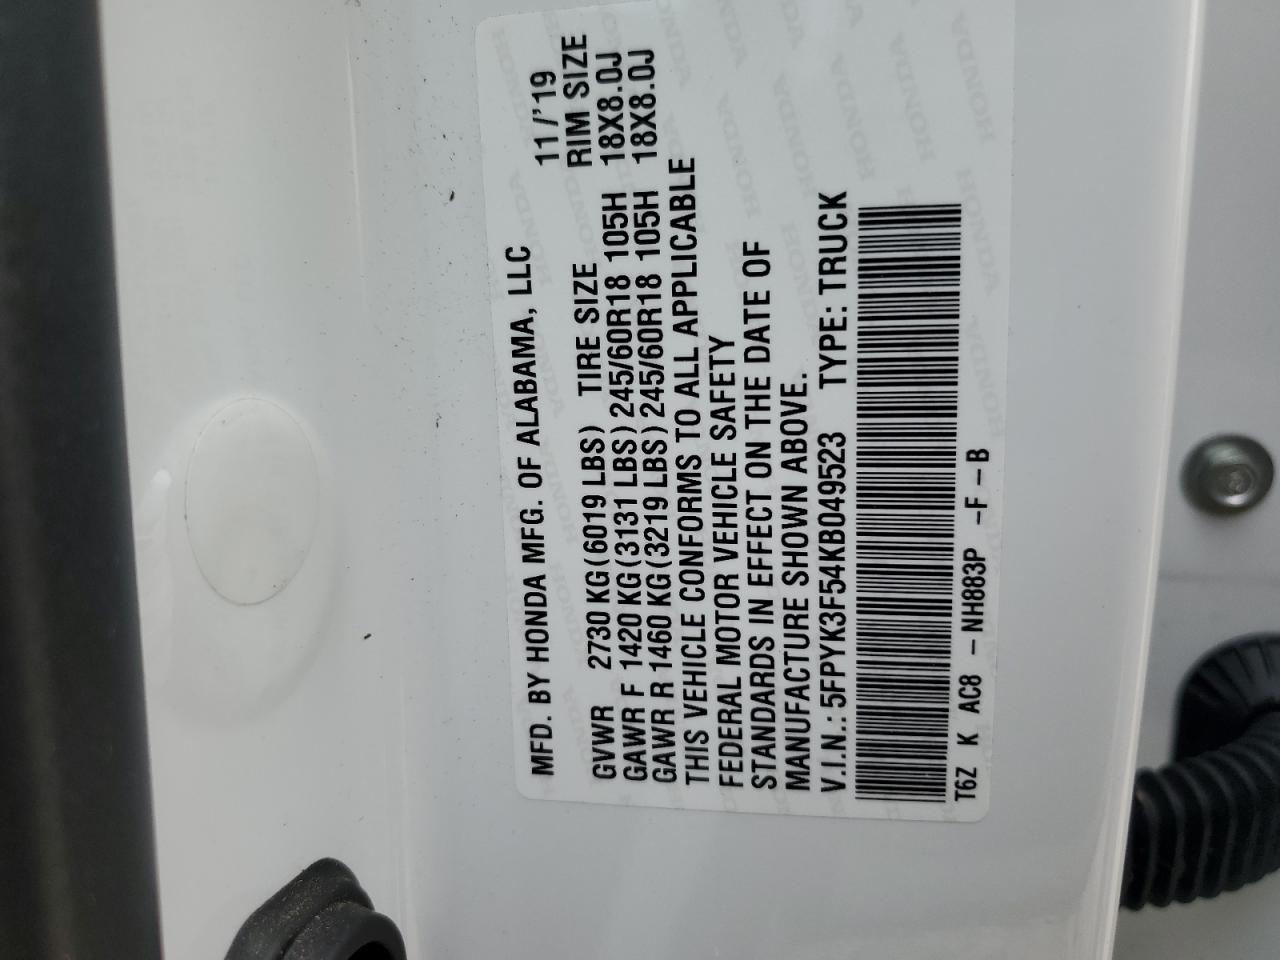 MFD. BY HONDA MFG. OF ALABAMA, LLC 11/'19
GVWR 2730 KG(6019 LBS) TIRE SIZE RIM SIZE
GAWR F 1420 KG(3131 LBS) 245/60R18 105H 18X8.0J
GAWR R 1460 KG(3219 LBS) 245/60R18 105H 18X8.0J
THIS VEHICLE CONFORMS TO ALL APPLICABLE
FEDERAL MOTOR VEHICLE SAFETY
STANDARDS IN EFFECT ON THE DATE OF
MANUFACTURE SHOWN ABOVE.
V.I.N.: 5FPYK3F54KB049523 TYPE: TRUCK
T6Z K AC8 -NH883P -F-B